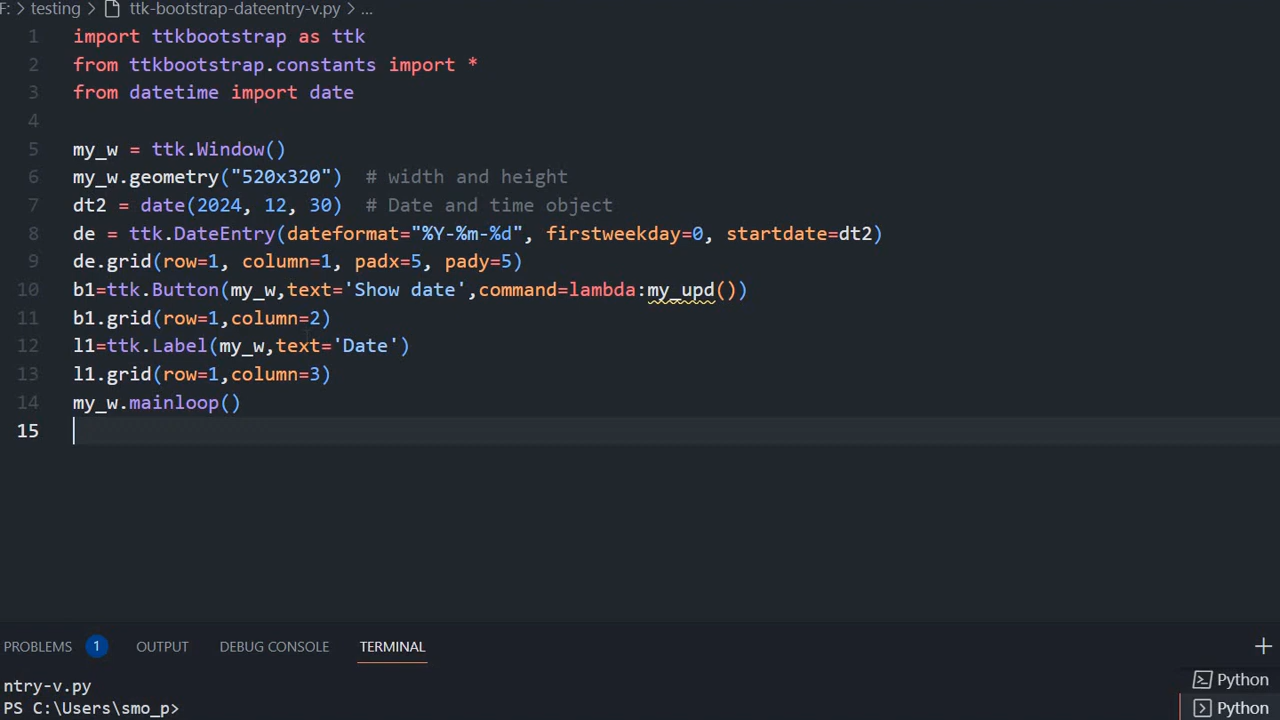 F: > testing > ttk-bootstrap-dateentry-v.py > ...
1 import ttkbootstrap as ttk
2 from ttkbootstrap.constants import *
3 from datetime import date
4
5 my_w = ttk.Window()
6 my_w.geometry("520x320")  # width and height
7 dt2 = date(2024, 12, 30)  # Date and time object
8 de = ttk.DateEntry(dateformat="%Y-%m-%d", firstweekday=0, startdate=dt2)
9 de.grid(row=1, column=1, padx=5, pady=5)
10 b1=ttk.Button(my_w,text='Show date',command=lambda:my_upd())
11 b1.grid(row=1,column=2)
12 l1=ttk.Label(my_w,text='Date')
13 l1.grid(row=1,column=3)
14 my_w.mainloop()
15
PROBLEMS 1 OUTPUT DEBUG CONSOLE TERMINAL
ntry-v.py Python
PS C:\Users\smo_p> Python